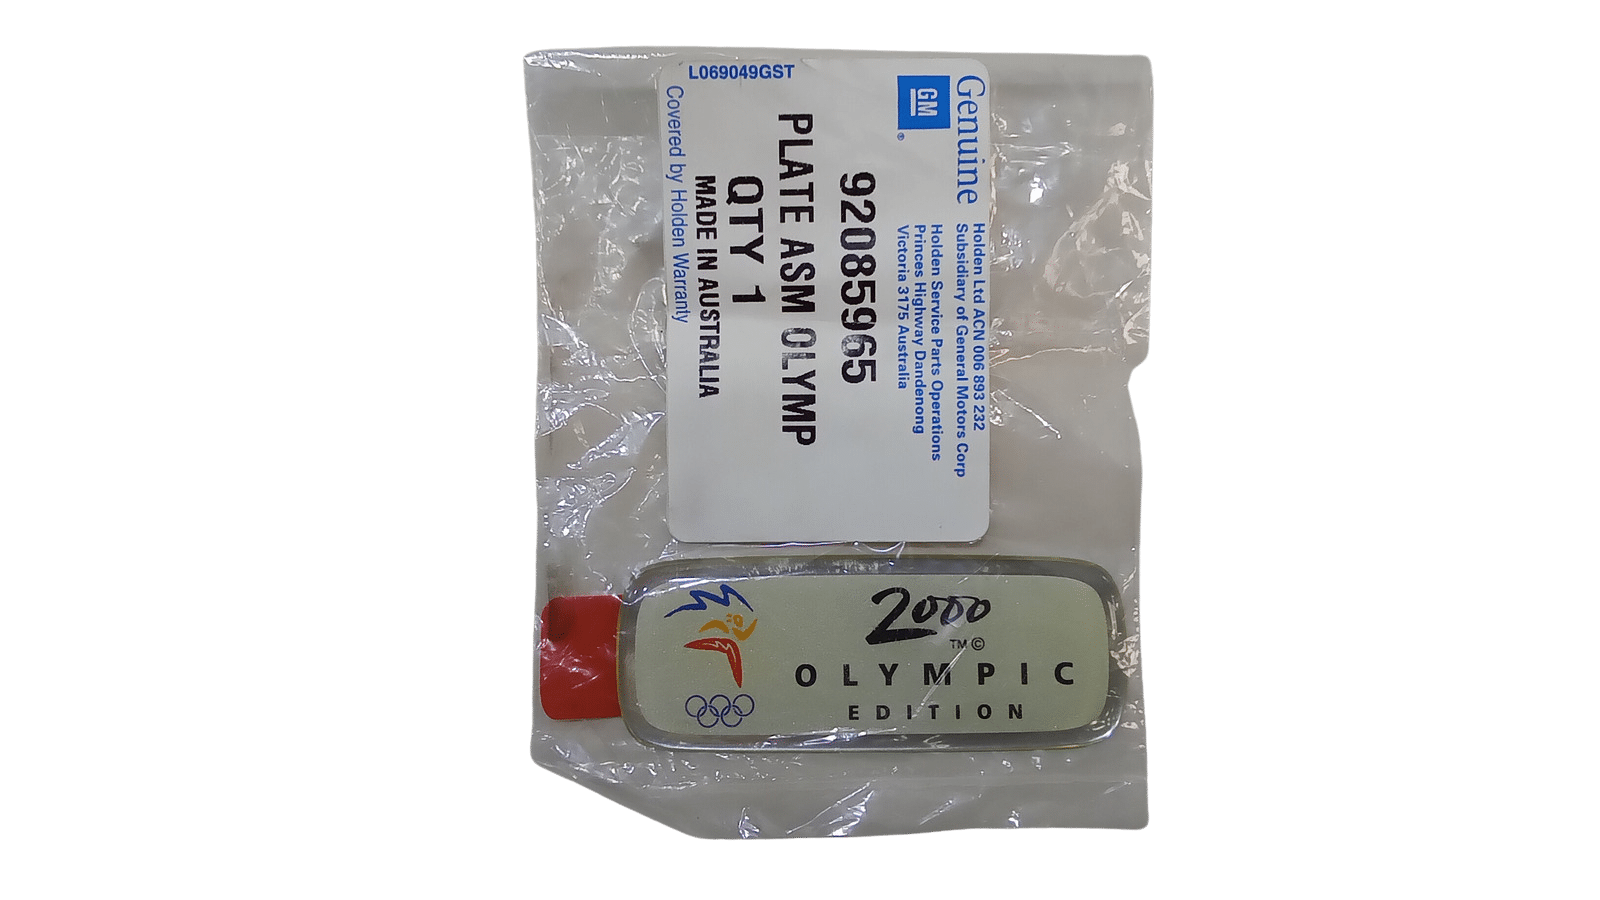 L069049GST
Genuine
GM
®
Holden Ltd ACN 006 893 232
Subsidiary of General Motors Corp
Holden Service Parts Operations
Princes Highway Dandenong
Victoria 3175 Australia
92085965
PLATE ASM OLYMP
QTY 1
MADE IN AUSTRALIA
Covered by Holden Warranty
2000
TM ©
OLYMPIC
EDITION